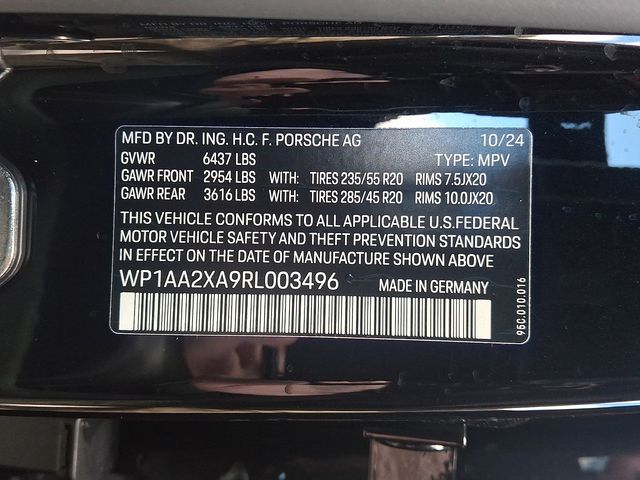 MFD BY DR. ING. H.C. F. PORSCHE AG 10/24
GVWR 6437 LBS TYPE: MPV
GAWR FRONT 2954 LBS WITH: TIRES 235/55 R20 RIMS 7.5JX20
GAWR REAR 3616 LBS WITH: TIRES 285/45 R20 RIMS 10.0JX20
THIS VEHICLE CONFORMS TO ALL APPLICABLE U.S.FEDERAL
MOTOR VEHICLE SAFETY AND THEFT PREVENTION STANDARDS
IN EFFECT ON THE DATE OF MANUFACTURE SHOWN ABOVE
WP1AA2XA9RL003496 MADE IN GERMANY
95C.010.016